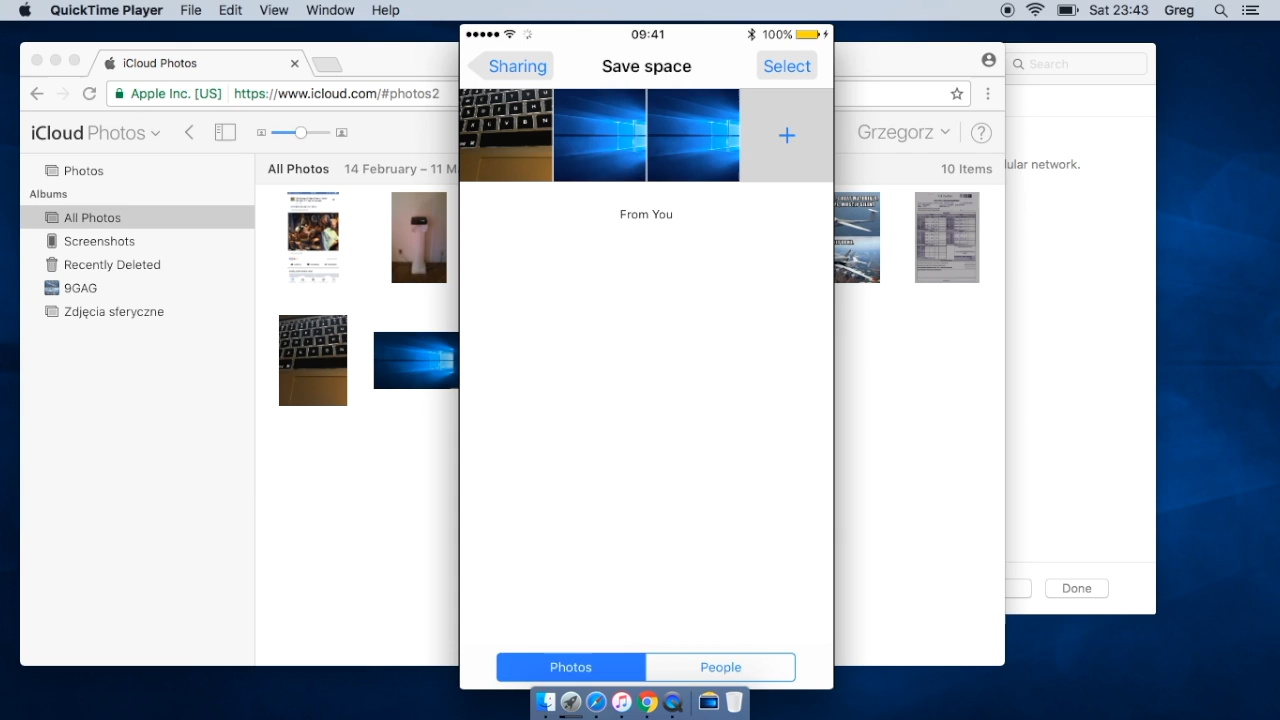 QuickTime Player File Edit View Window Help Sat 23:43 Greg
iCloud Photos
Search
Apple Inc. [US] https://www.icloud.com/#photos2
iCloud Photos
Grzegorz
?
Photos
Albums
All Photos
Screenshots
Recently Deleted
9GAG
Zdjęcia sferyczne
All Photos 14 February – 11 M
10 Items
lular network.
Done
09:41
100%
Sharing
Save space
Select
+
From You
Photos
People